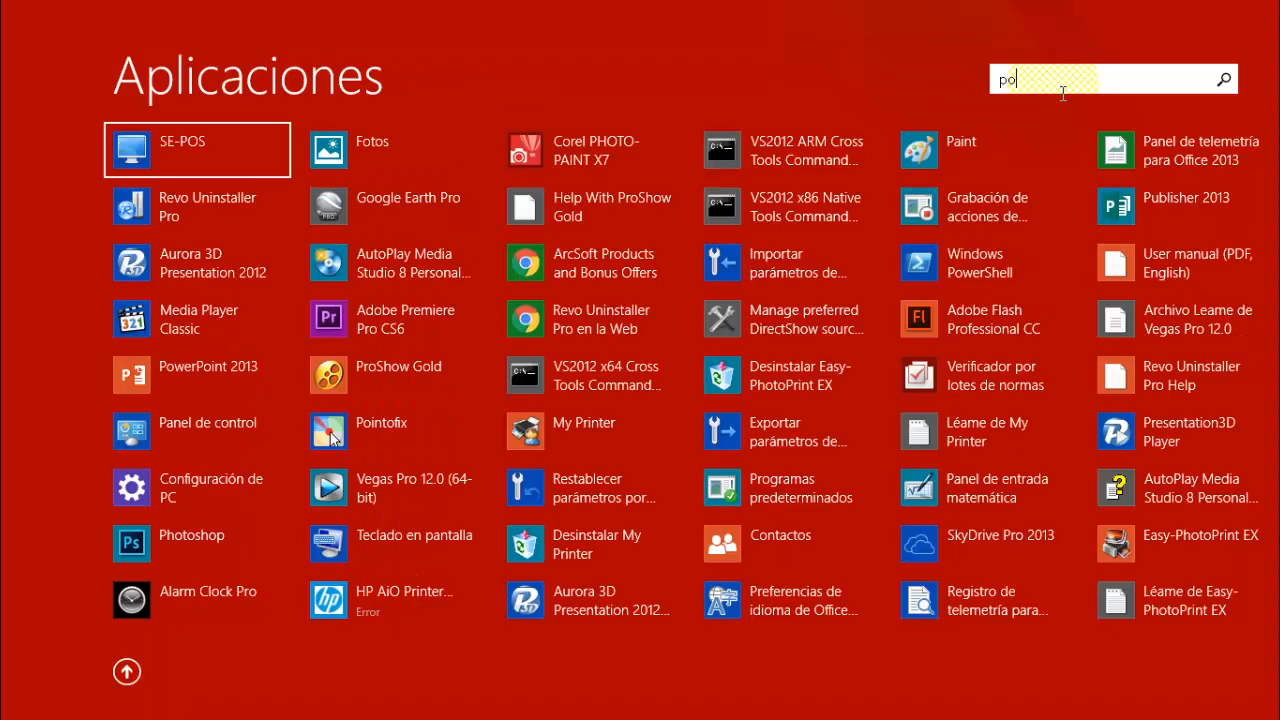 Aplicaciones
po
SE-POS
Revo Uninstaller
Pro
Aurora 3D
Presentation 2012
Media Player
Classic
PowerPoint 2013
Panel de control
Configuración de
PC
Photoshop
Alarm Clock Pro
Fotos
Google Earth Pro
AutoPlay Media
Studio 8 Personal...
Adobe Premiere
Pro CS6
ProShow Gold
Pointofix
Vegas Pro 12.0 (64-
bit)
Teclado en pantalla
HP AiO Printer...
Error
Corel PHOTO-
PAINT X7
Help With ProShow
Gold
ArcSoft Products
and Bonus Offers
Revo Uninstaller
Pro en la Web
VS2012 x64 Cross
Tools Command...
My Printer
Restablecer
parámetros por...
Desinstalar My
Printer
Aurora 3D
Presentation 2012...
VS2012 ARM Cross
Tools Command...
VS2012 x86 Native
Tools Command...
Importar
parámetros de...
Manage preferred
DirectShow sourc...
Desinstalar Easy-
PhotoPrint EX
Exportar
parámetros de...
Programas
predeterminados
Contactos
Preferencias de
idioma de Office...
Paint
Grabación de
acciones de...
Windows
PowerShell
Adobe Flash
Professional CC
Verificador por
lotes de normas
Léame de My
Printer
Panel de entrada
matemática
SkyDrive Pro 2013
Registro de
telemetría para...
Panel de telemetría
para Office 2013
Publisher 2013
User manual (PDF,
English)
Archivo Leame de
Vegas Pro 12.0
Revo Uninstaller
Pro Help
Presentation3D
Player
AutoPlay Media
Studio 8 Personal...
Easy-PhotoPrint EX
Léame de Easy-
PhotoPrint EX